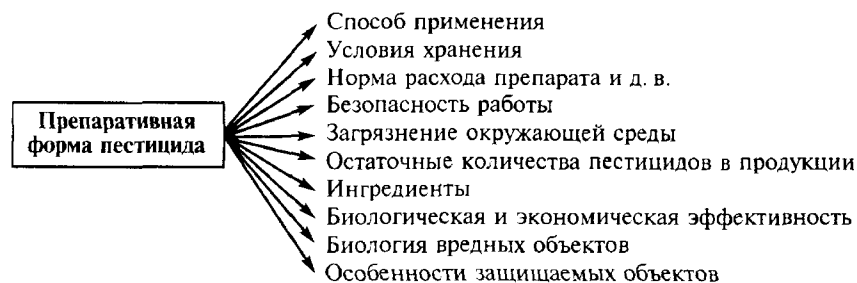 Препаративная
форма пестицида
Способ применения
Условия хранения
Норма расхода препарата и д. в.
Безопасность работы
Загрязнение окружающей среды
Остаточные количества пестицидов в продукции
Ингредиенты
Биологическая и экономическая эффективность
Биология вредных объектов
Особенности защищаемых объектов